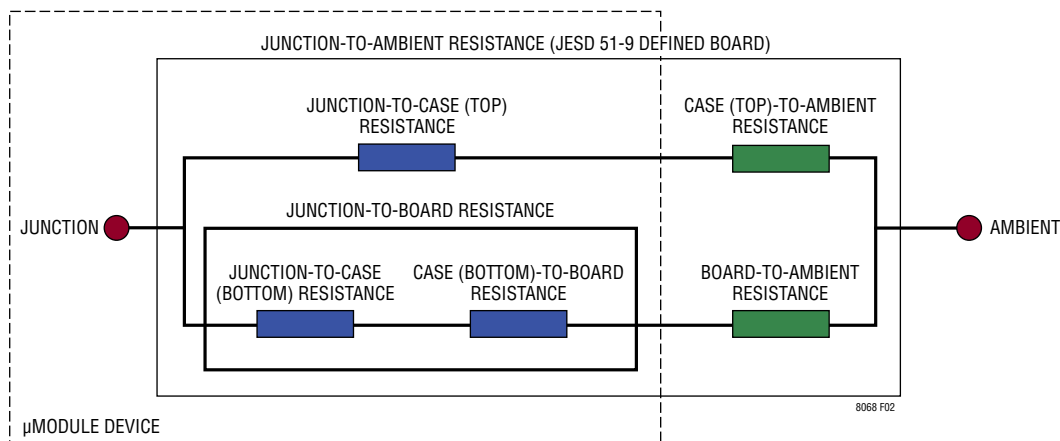 JUNCTION-TO-AMBIENT RESISTANCE (JESD 51-9 DEFINED BOARD)
JUNCTION-TO-CASE (TOP)
RESISTANCE
CASE (TOP)-TO-AMBIENT
RESISTANCE
JUNCTION
JUNCTION-TO-BOARD RESISTANCE
AMBIENT
JUNCTION-TO-CASE
(BOTTOM) RESISTANCE
CASE (BOTTOM)-TO-BOARD
RESISTANCE
BOARD-TO-AMBIENT
RESISTANCE
8068 F02
µMODULE DEVICE